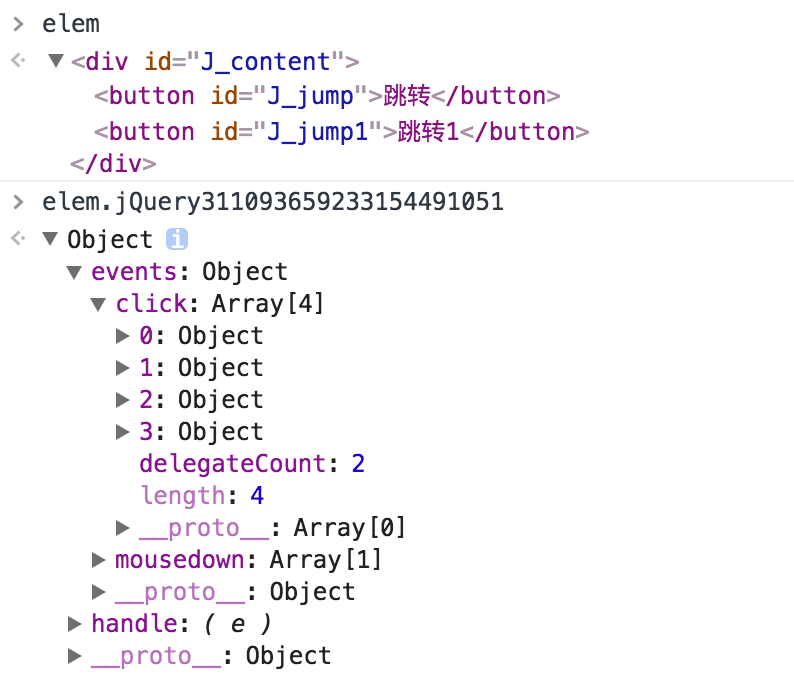 > elem
<· ▼<div id="J_content">
<button id="J_jump">跳转</button>
<button id="J_jump1">跳转1</button>
</div>
> elem.jQuery311093659233154491051
<· ▼ Object i
▼ events: Object
▼ click: Array[4]
▶ 0: Object
▶ 1: Object
▶ 2: Object
▶ 3: Object
delegateCount: 2
length: 4
▶ __proto__: Array[0]
▶ mousedown: Array[1]
▶ __proto__: Object
▶ handle: ( e )
▶ __proto__: Object